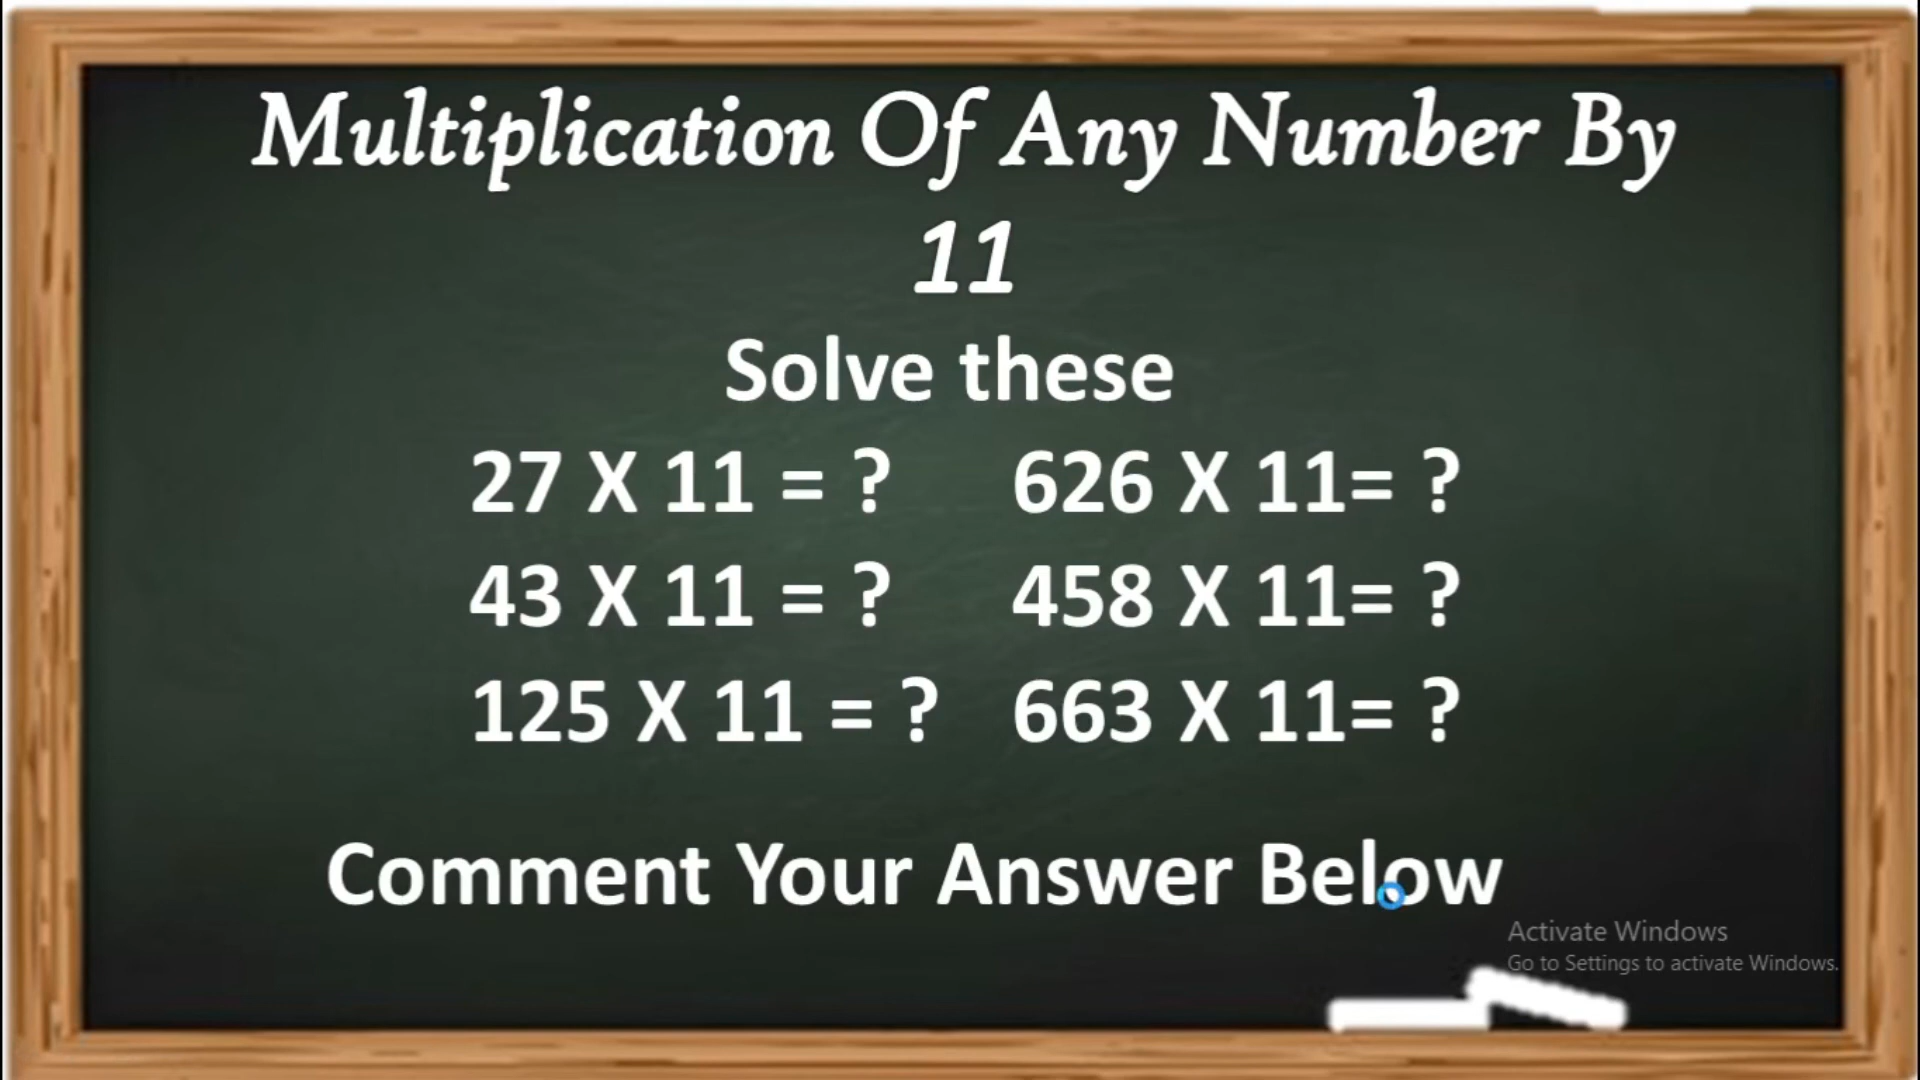 Multiplication Of Any Number By
11
Solve these
27 X 11 = ? 626 X 11= ?
43 X 11 = ? 458 X 11= ?
125 X 11 = ? 663 X 11= ?
Comment Your Answer Below
Activate Windows
Go to Settings to activate Windows.